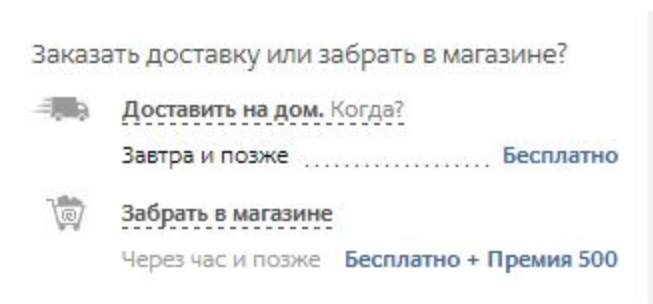 Заказать доставку или забрать в магазине?
Доставить на дом. Когда?
Завтра и позже ........................ Бесплатно
Забрать в магазине
Через час и позже Бесплатно + Премия 500